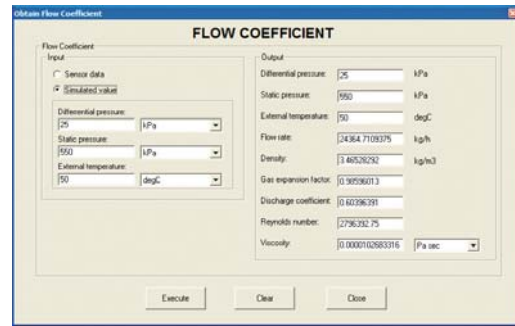 Obtain Flow Coefficient
FLOW COEFFICIENT
Flow Coefficient
Input
Sensor data
Simulated value
Differential pressure:
25 kPa
Static pressure:
550 kPa
External temperature:
50 degC
Output
Differential pressure: 25 kPa
Static pressure: 550 kPa
External temperature: 50 degC
Flow rate: 24364.7109375 kg/h
Density: 3.46528292 kg/m3
Gas expansion factor: 0.98596013
Discharge coefficient: 0.60396391
Reynolds number: 2796392.75
Viscosity: 0.0000102683316 Pa sec
Execute Clear Close